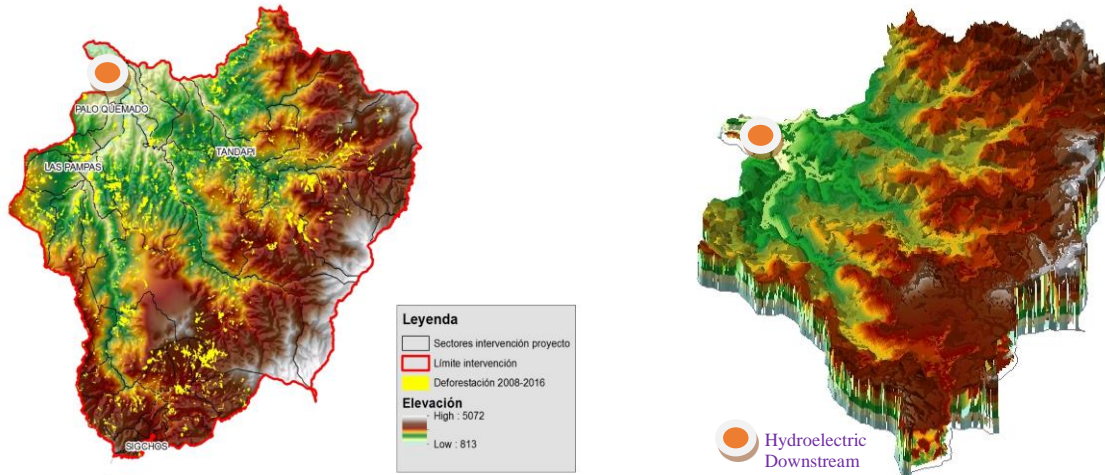 PALO QUEMADO
TANDAPI
LAS PAMPAS
SIGCHOS
Leyenda
Sectores intervención proyecto
Límite intervención
Deforestación 2008-2016
Elevación
High : 5072
Low : 813
Hydroelectric
Downstream